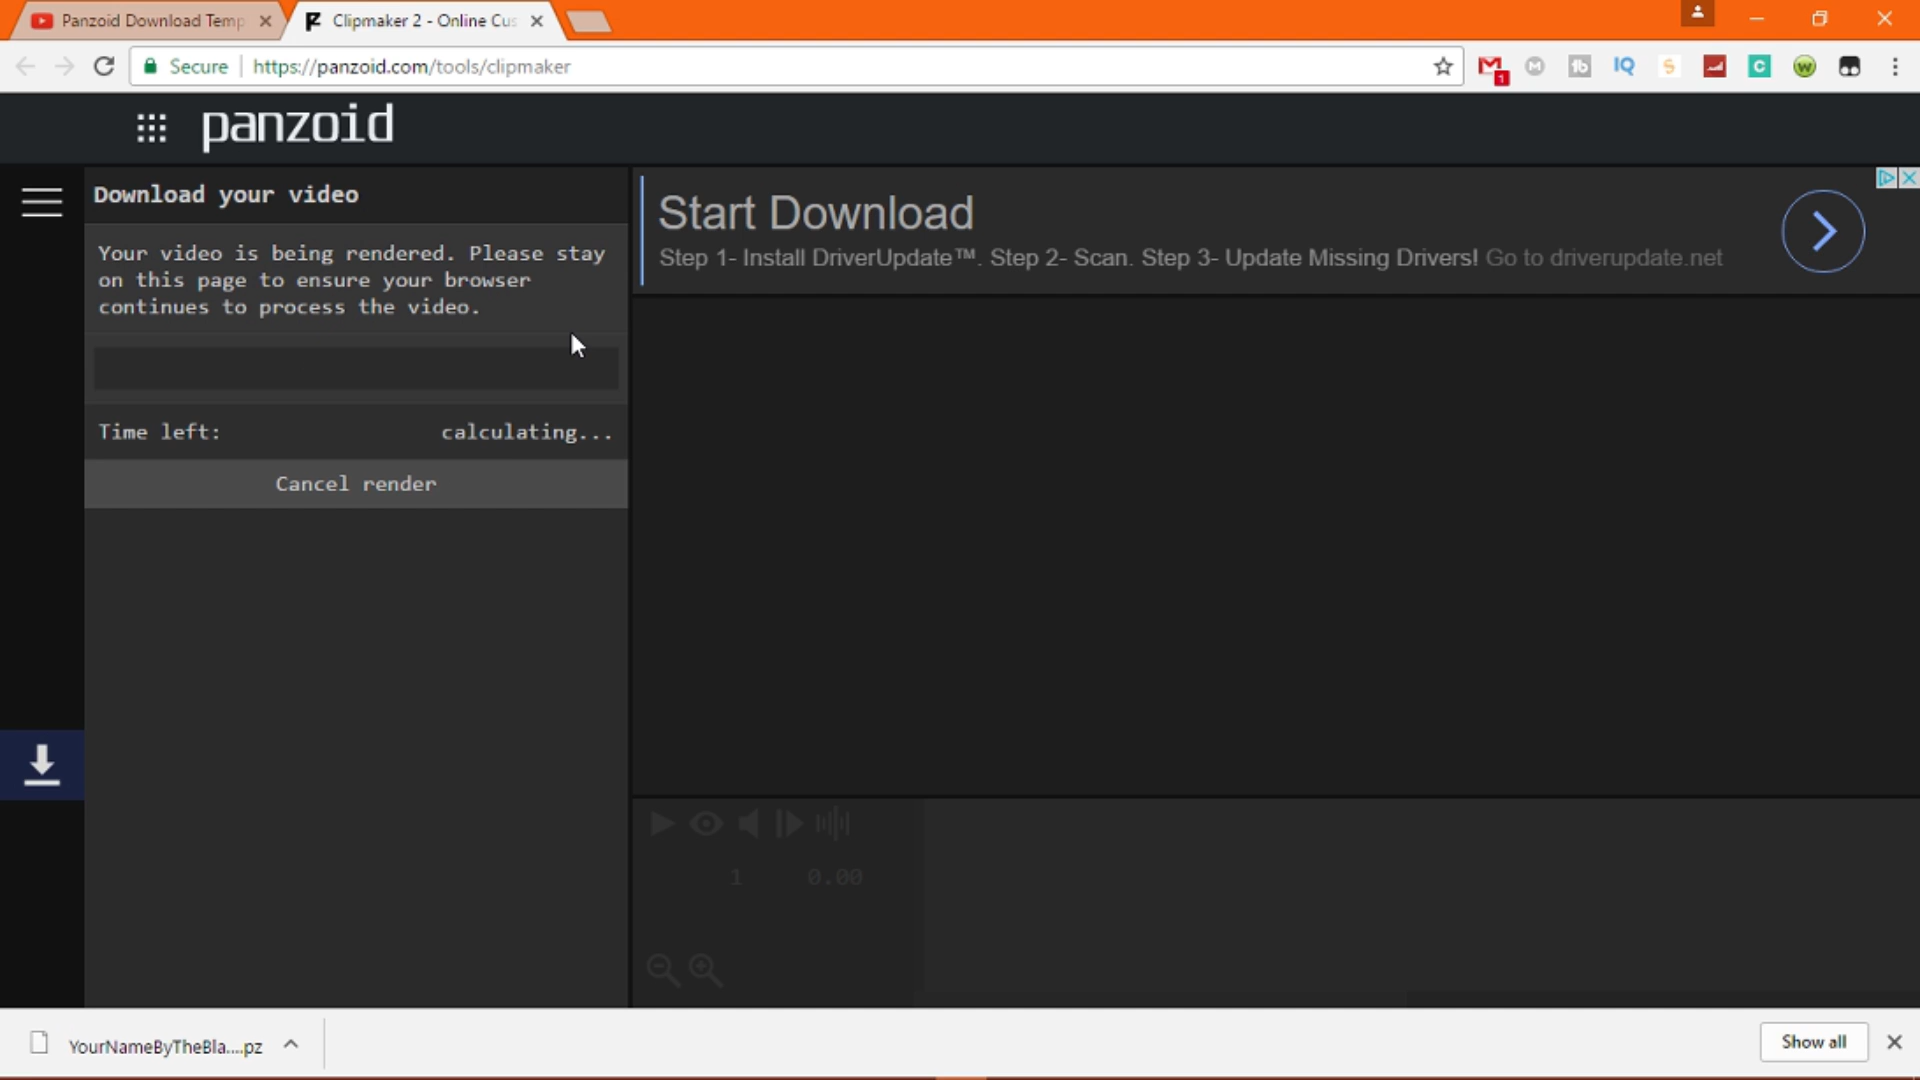 Panzoid Download Temp
Clipmaker 2 - Online Cus
Secure
https://panzoid.com/tools/clipmaker
1
1b
IQ
S
C
W
panzoid
Download your video
Your video is being rendered. Please stay
on this page to ensure your browser
continues to process the video.
Time left: calculating...
Cancel render
Start Download
Step 1- Install DriverUpdate™. Step 2- Scan. Step 3- Update Missing Drivers! Go to driverupdate.net
1 0.00
YourNameByTheBla....pz
Show all